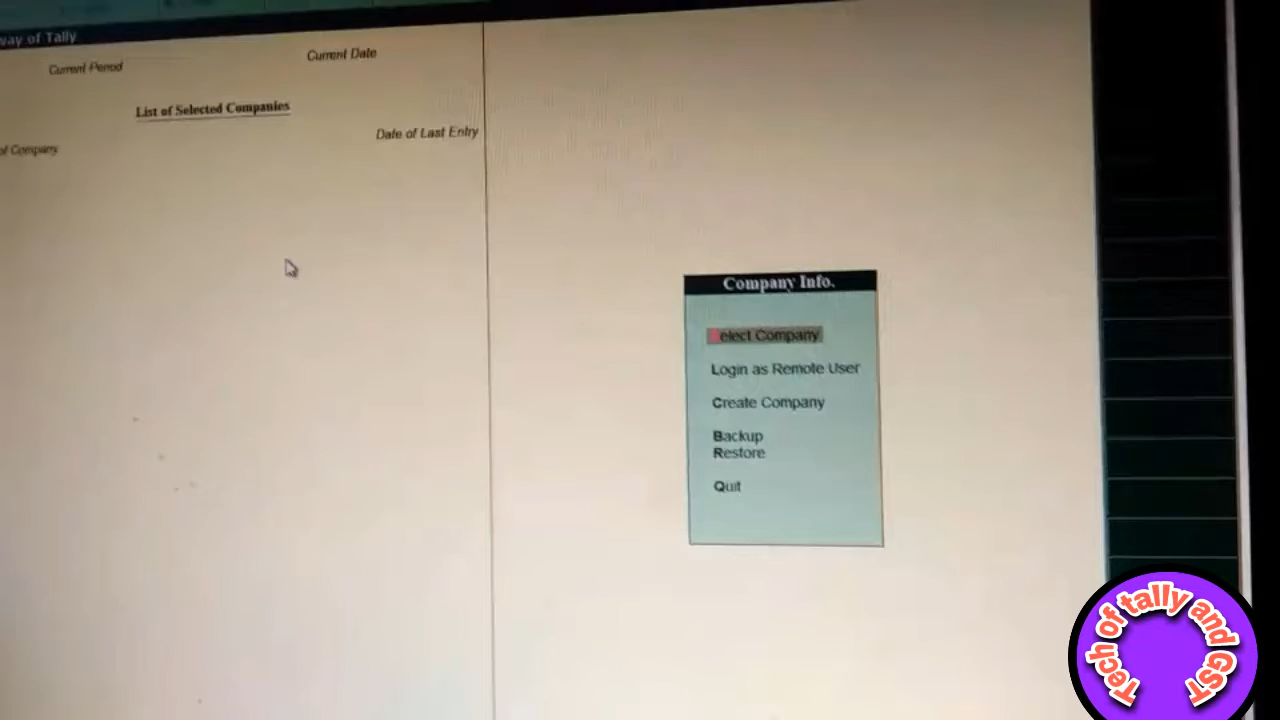 way of Tally
Current Period
Current Date
List of Selected Companies
of Company
Date of Last Entry
Company Info.
Select Company
Login as Remote User
Create Company
Backup
Restore
Quit
Tech of tally and GST